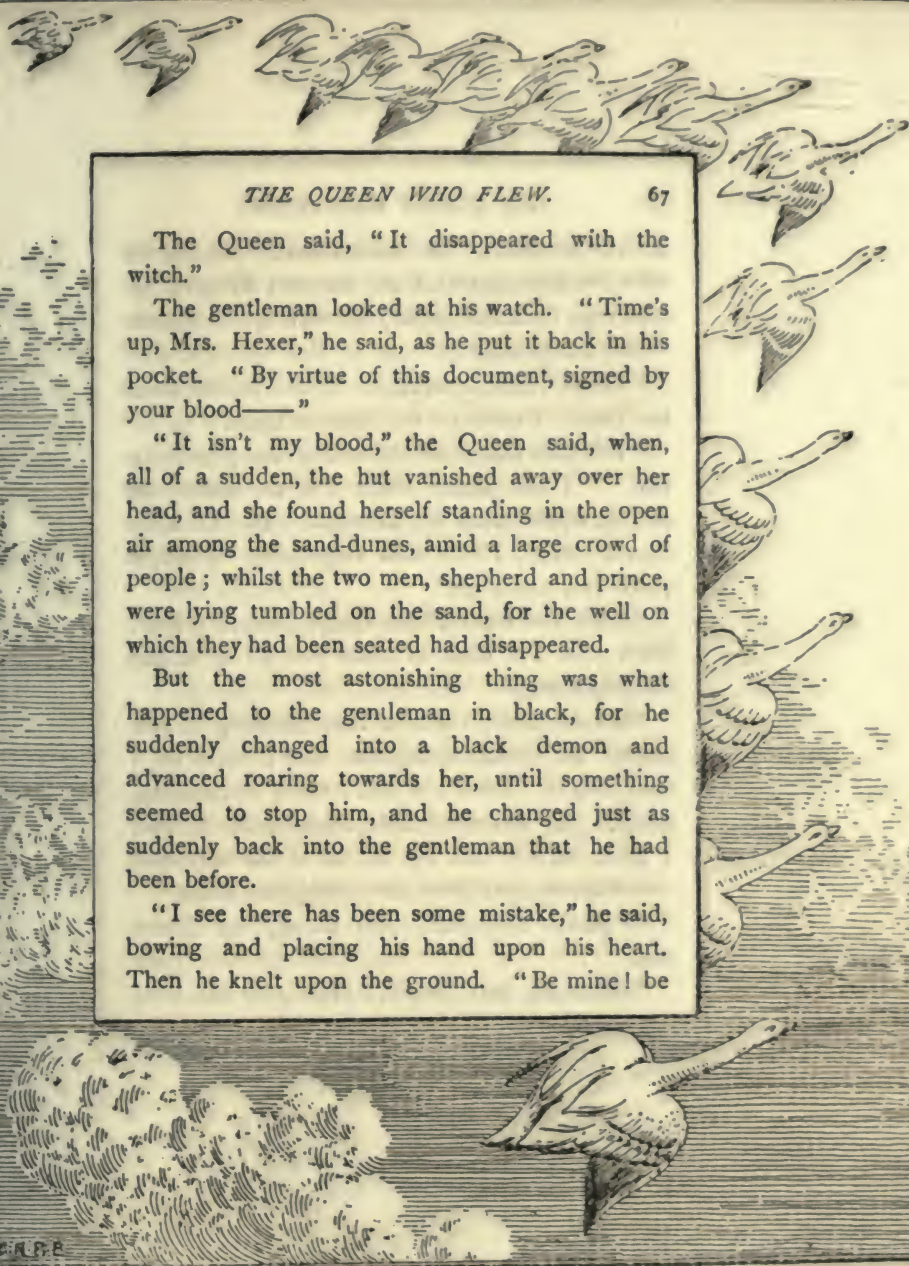 THE QUEEN WHO FLEW. 67
The Queen said, “It disappeared with the
witch.”
The gentleman looked at his watch. “Time's
up, Mrs. Hexer,” he said, as he put it back in his
pocket. “By virtue of this document, signed by
your blood——”
“It isn't my blood,” the Queen said, when,
all of a sudden, the hut vanished away over her
head, and she found herself standing in the open
air among the sand-dunes, amid a large crowd of
people; whilst the two men, shepherd and prince,
were lying tumbled on the sand, for the well on
which they had been seated had disappeared.
But the most astonishing thing was what
happened to the gentleman in black, for he
suddenly changed into a black demon and
advanced roaring towards her, until something
seemed to stop him, and he changed just as
suddenly back into the gentleman that he had
been before.
“I see there has been some mistake,” he said,
bowing and placing his hand upon his heart.
Then he knelt upon the ground. “Be mine! be